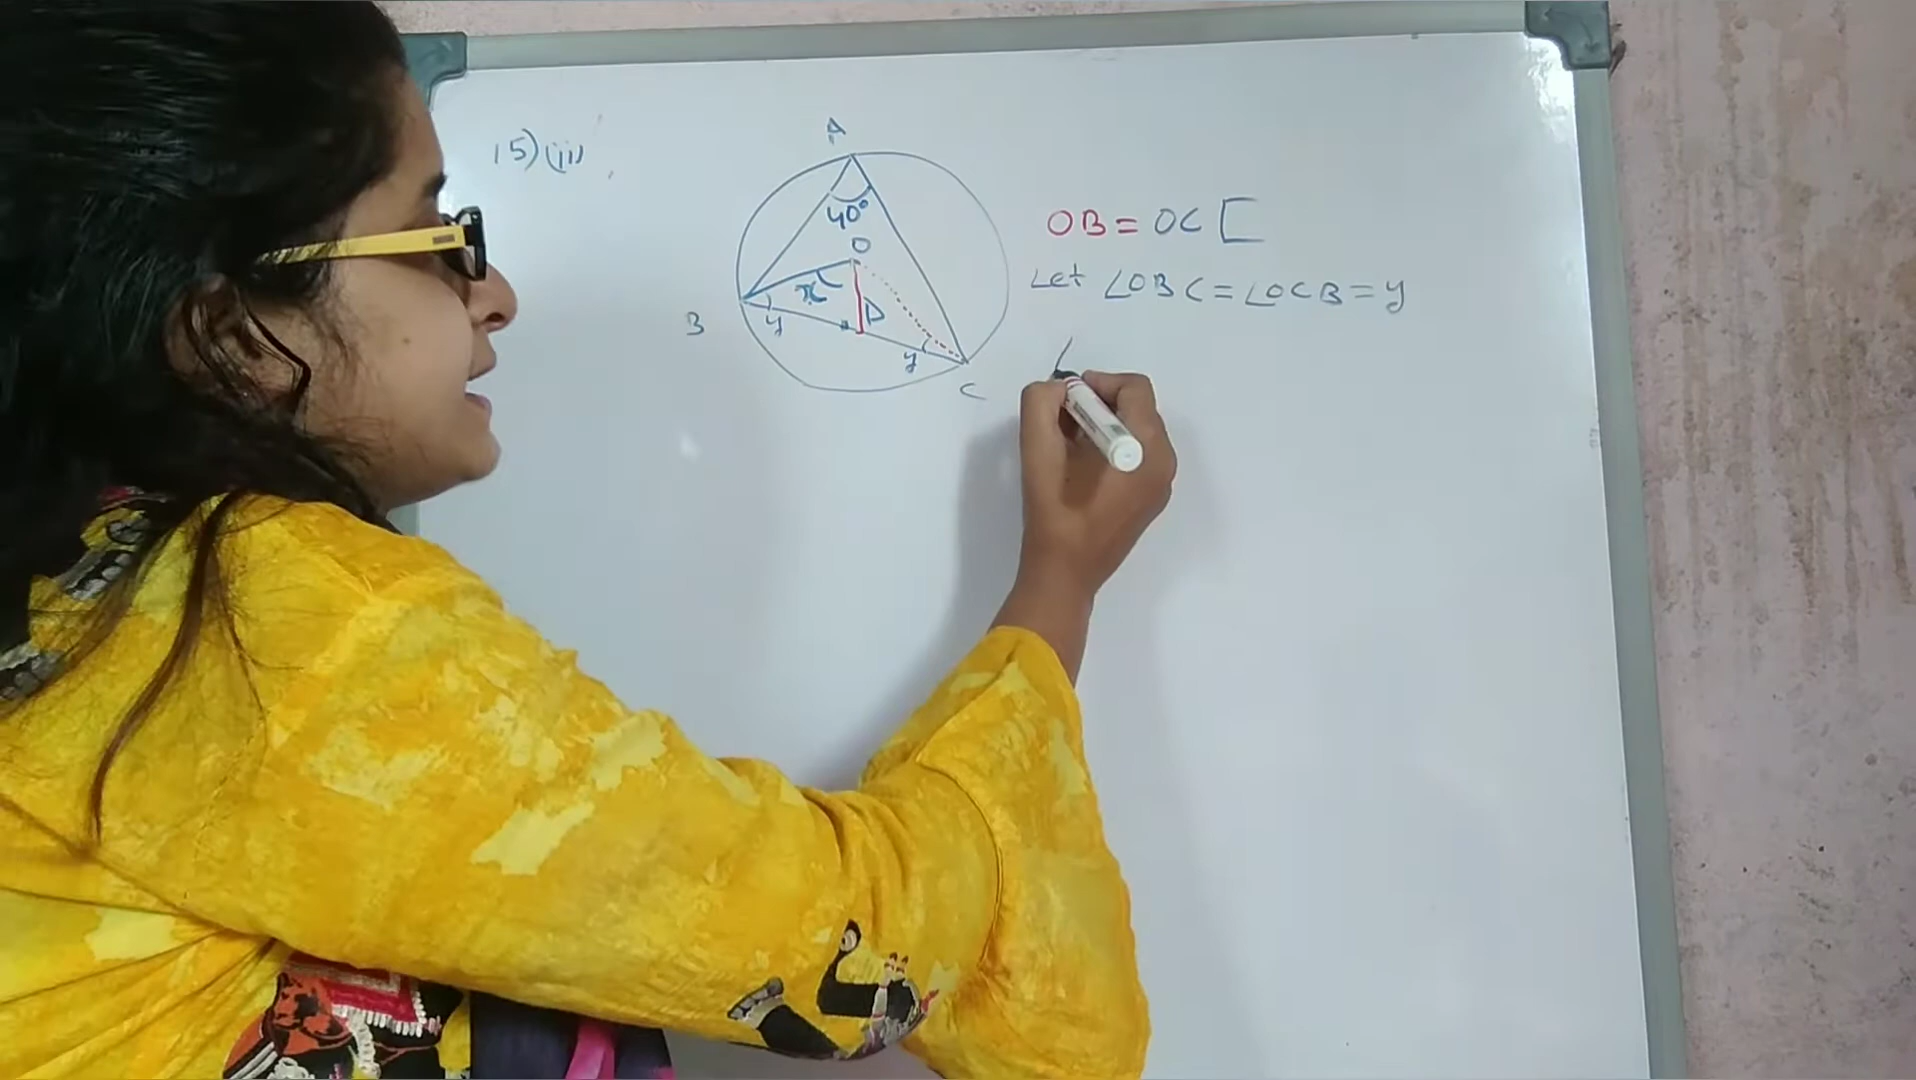 15)(ii)
A
40°
O
x
D
B
y
y
C
OB = OC [
Let ∠OBC = ∠OCB = y